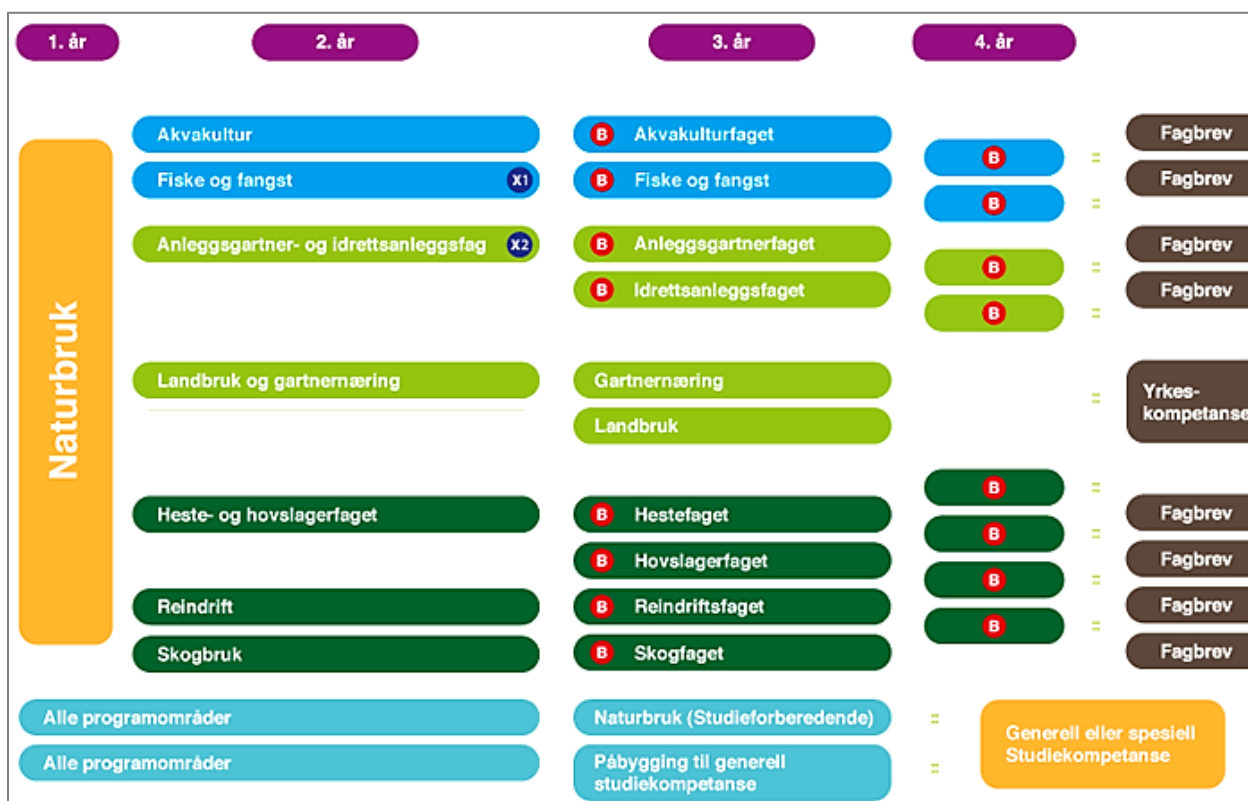 1. år
2. år
3. år
4. år
Naturbruk
Akvakultur
B Akvakulturfaget
B
=
Fagbrev
Fiske og fangst X1
B Fiske og fangst
B
=
Fagbrev
Anleggsgartner- og idrettsanleggsfag X2
B Anleggsgartnerfaget
B
=
Fagbrev
B Idrettsanleggsfaget
B
=
Fagbrev
Landbruk og gartnernæring
Gartnernæring
Landbruk
=
Yrkes-
kompetanse
Heste- og hovslagerfaget
B Hestefaget
B
=
Fagbrev
B Hovslagerfaget
B
=
Fagbrev
Reindrift
B Reindriftsfaget
B
=
Fagbrev
Skogbruk
B Skogfaget
B
=
Fagbrev
Alle programområder
Naturbruk (Studieforberedende)
=
Alle programområder
Påbygging til generell
studiekompetanse
=
Generell eller spesiell
Studiekompetanse